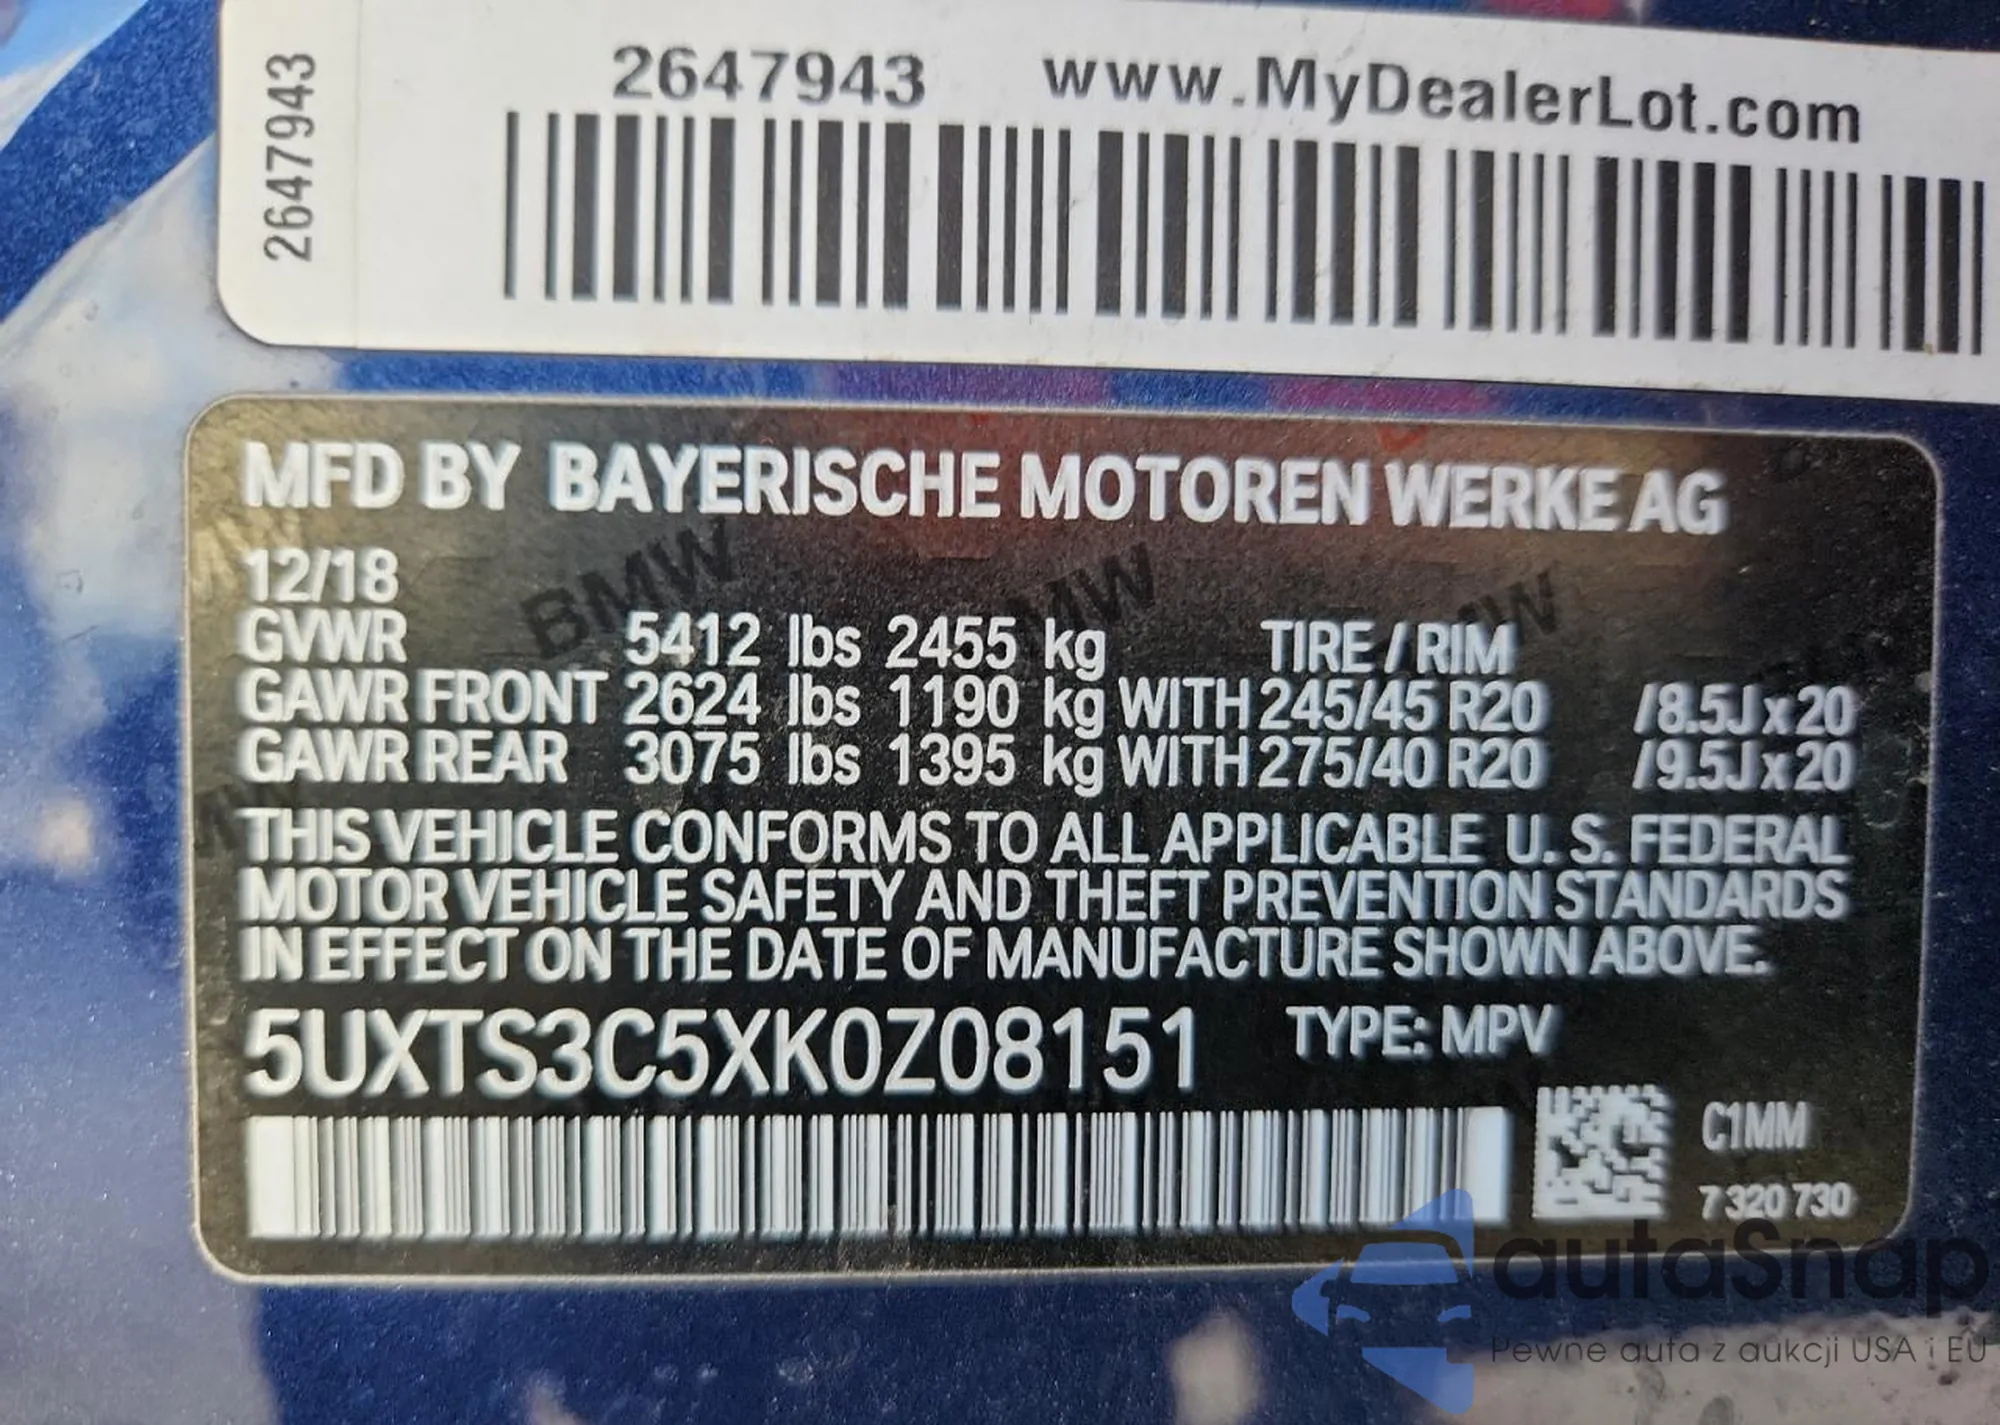 2647943
2647943 www.MyDealerLot.com
MFD BY BAYERISCHE MOTOREN WERKE AG
12/18
GVWR 5412 lbs 2455 kg TIRE / RIM
GAWR FRONT 2624 lbs 1190 kg WITH 245/45 R20 /8.5J x 20
GAWR REAR 3075 lbs 1395 kg WITH 275/40 R20 /9.5J x 20
THIS VEHICLE CONFORMS TO ALL APPLICABLE U. S. FEDERAL
MOTOR VEHICLE SAFETY AND THEFT PREVENTION STANDARDS
IN EFFECT ON THE DATE OF MANUFACTURE SHOWN ABOVE.
5UXTS3C5XK0Z08151 TYPE: MPV
C1MM
7 320 730
BMW
MW
MW
autaSnap
Pewne auta z aukcji USA i EU